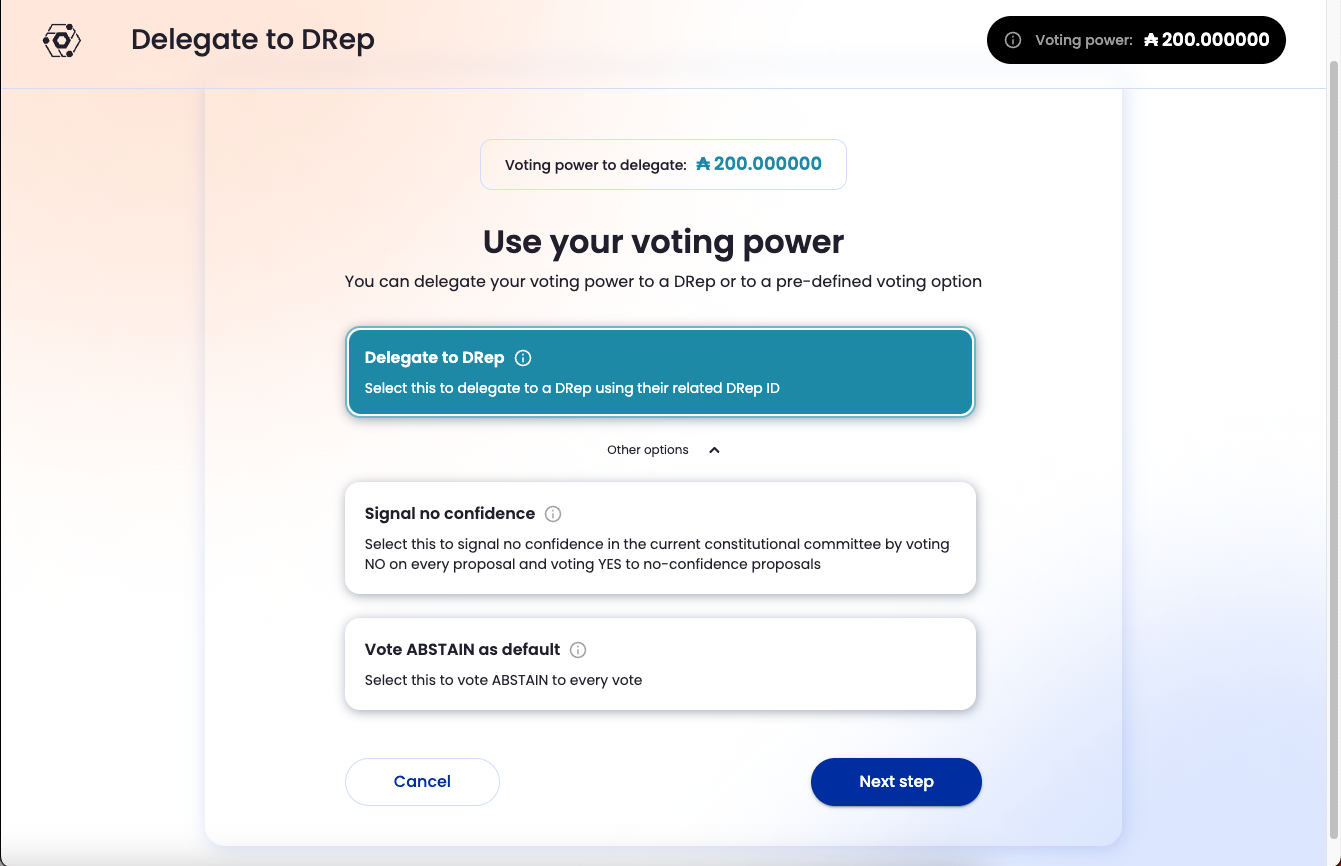 Delegate to DRep
Voting power: ₳ 200.000000
Voting power to delegate: ₳ 200.000000
Use your voting power
You can delegate your voting power to a DRep or to a pre-defined voting option
Delegate to DRep
Select this to delegate to a DRep using their related DRep ID
Other options
Signal no confidence
Select this to signal no confidence in the current constitutional committee by voting
NO on every proposal and voting YES to no-confidence proposals
Vote ABSTAIN as default
Select this to vote ABSTAIN to every vote
Cancel
Next step